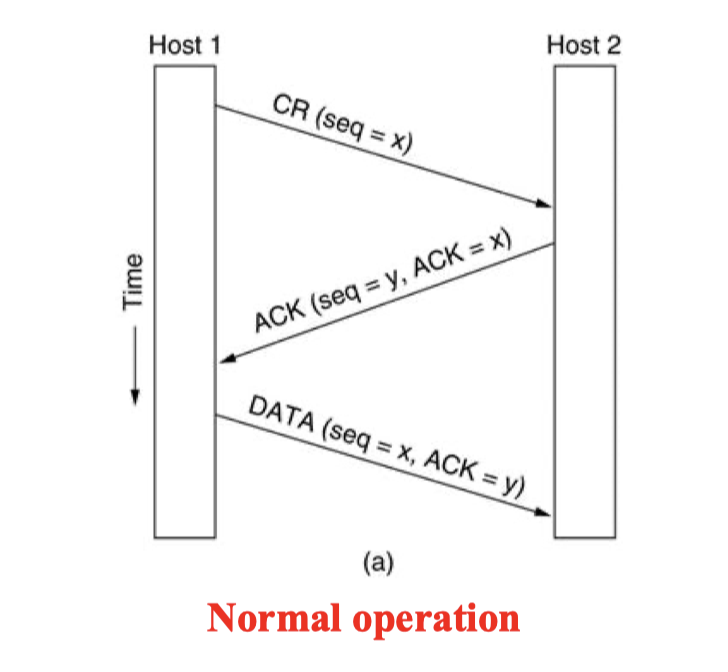 Host 1
Host 2
CR (seq = x)
ACK (seq = y, ACK = x)
Time
DATA (seq = x, ACK = y)
(a)
Normal operation